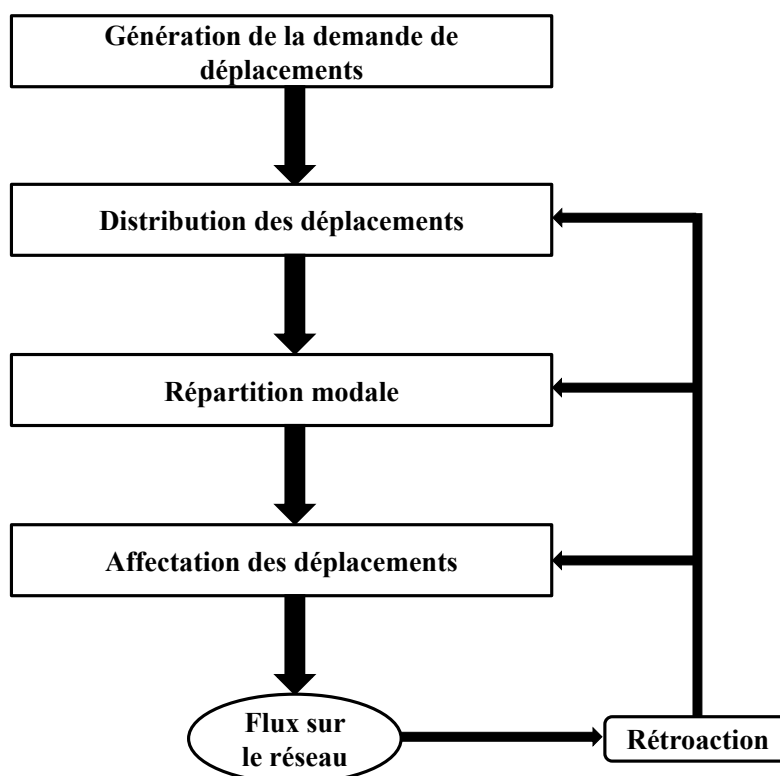 Génération de la demande de
déplacements
Distribution des déplacements
Répartition modale
Affectation des déplacements
Flux sur
le réseau
Rétroaction